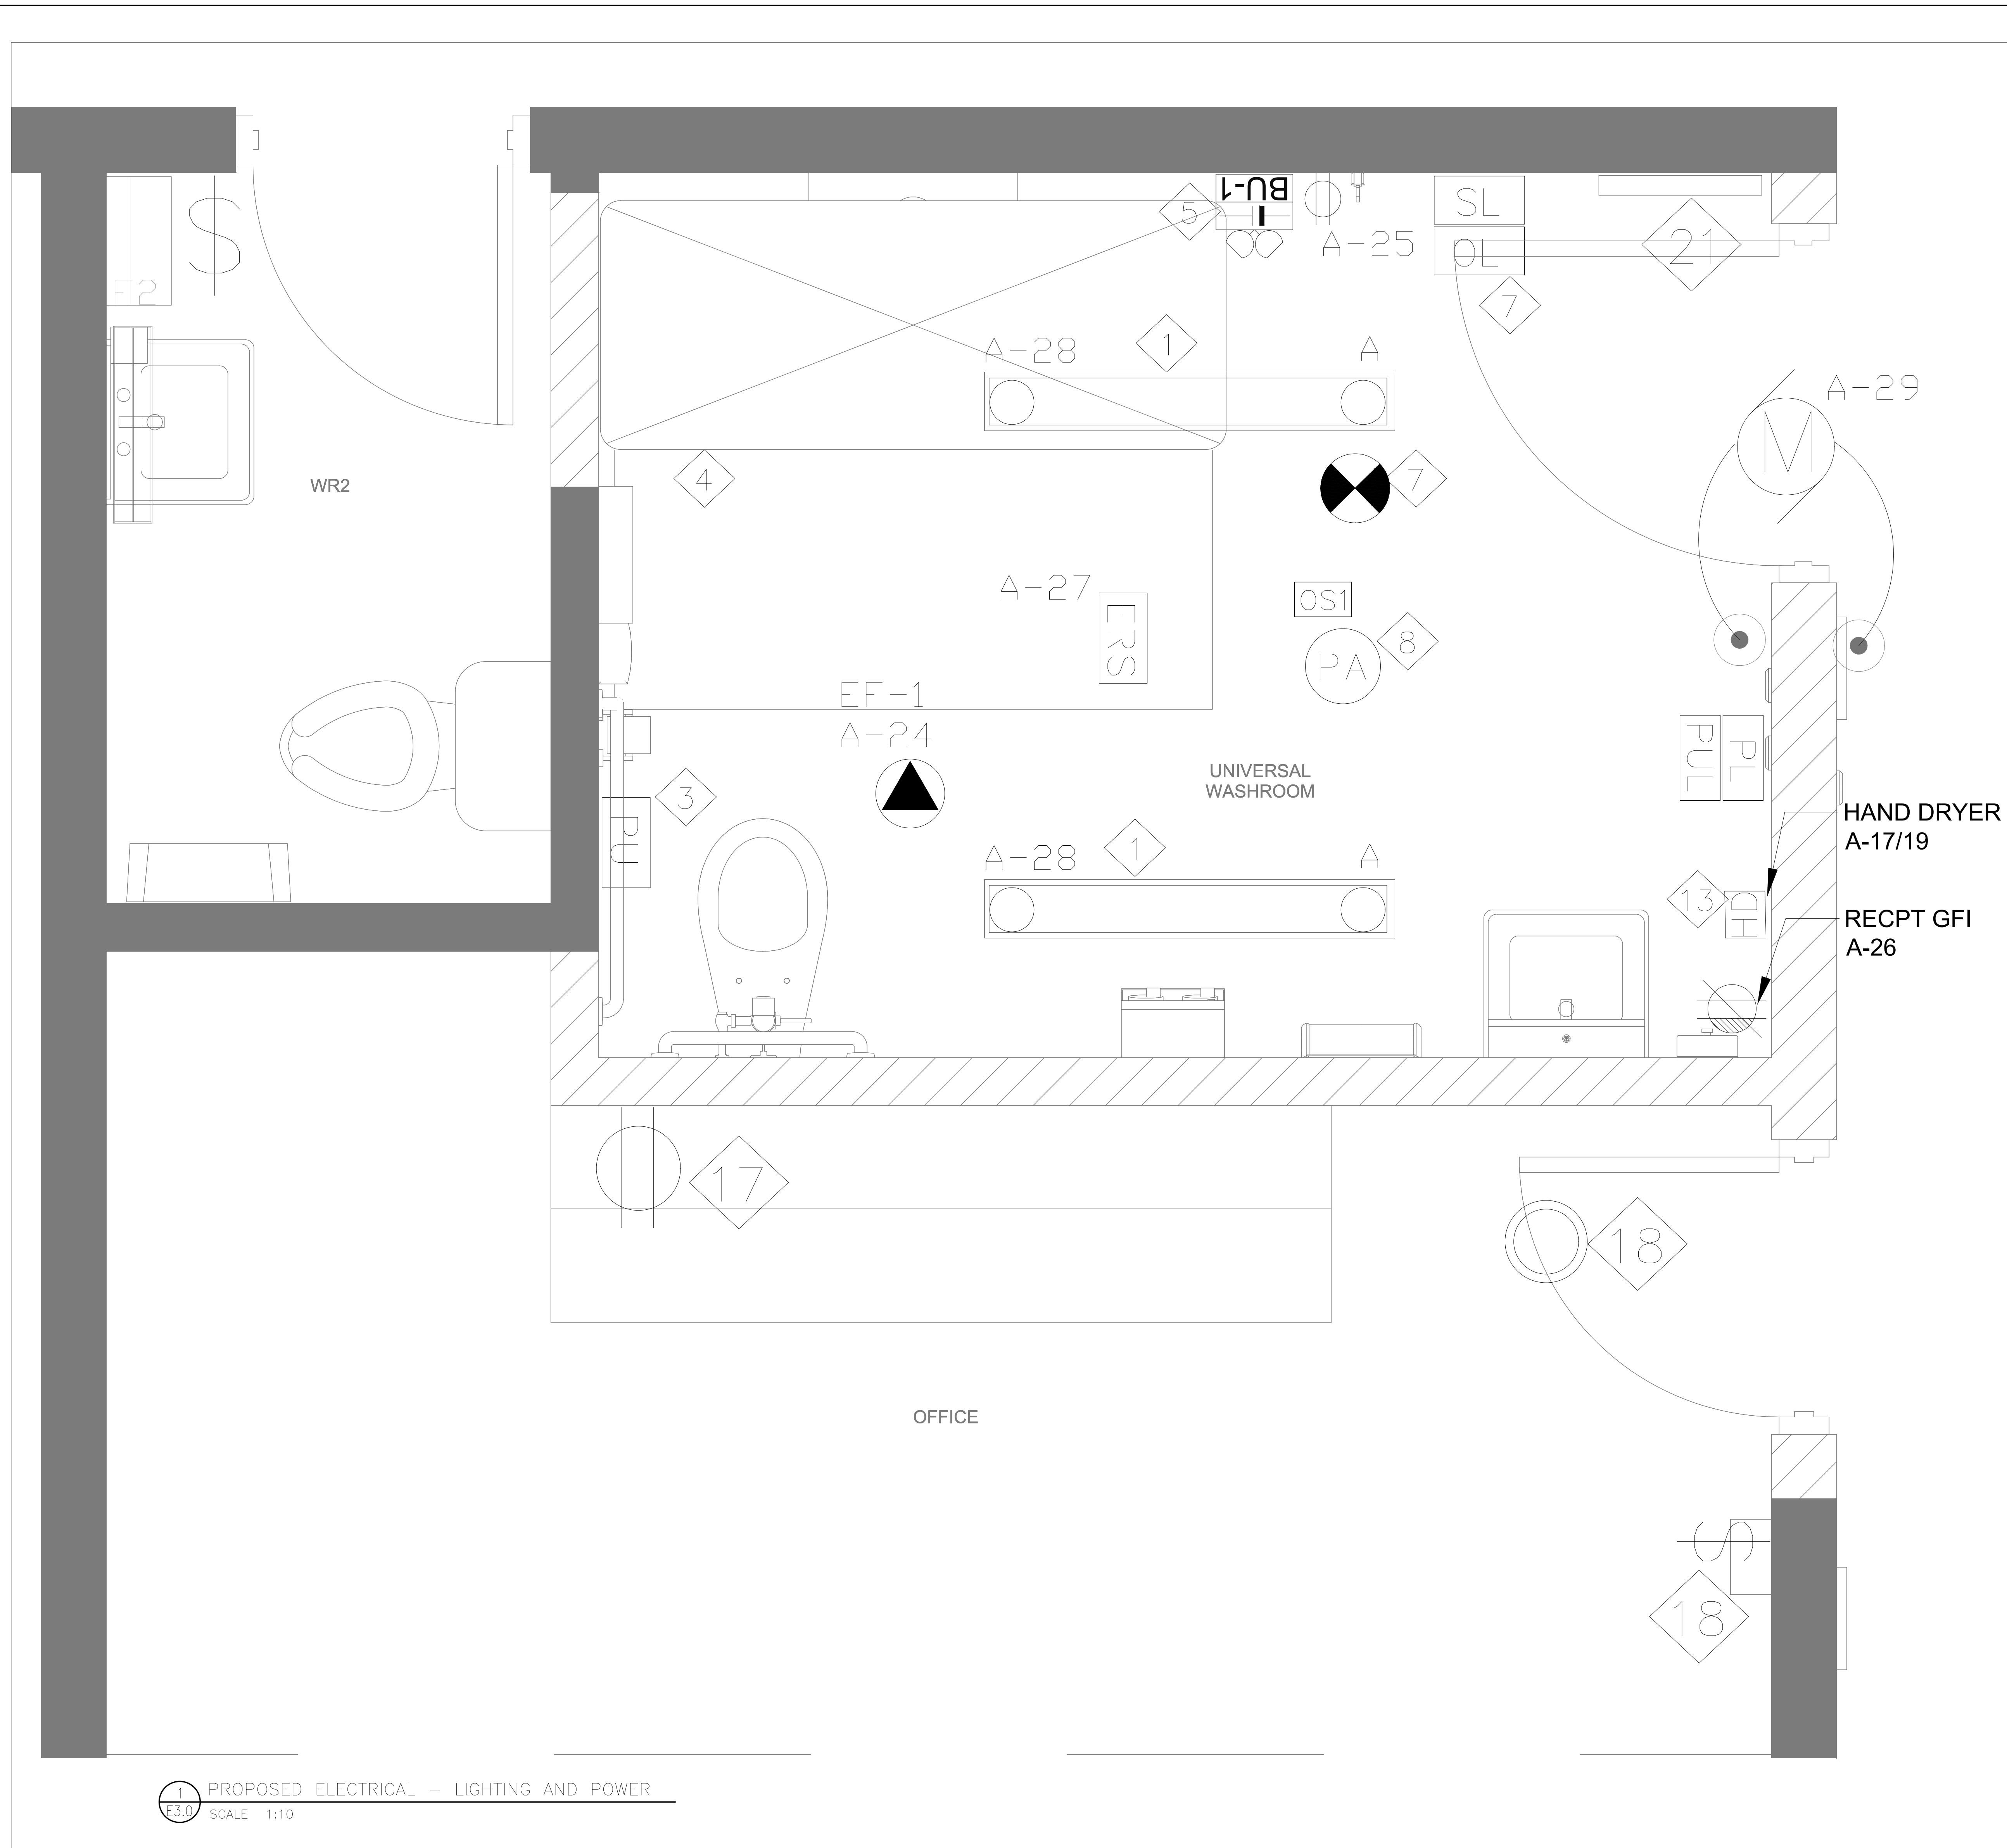 BU-1
5
A-25
SL
OL
21
7
$
F2
A-28
1
A
A-29
M
WR2
4
7
A-27
ERS
OS1
8
PA
EF-1
A-24
PUL
PL
UNIVERSAL
WASHROOM
3
PU
HAND DRYER
A-17/19
A-28
1
A
13
HD
RECPT GFI
A-26
17
18
OFFICE
$
18
1
E3.0
PROPOSED ELECTRICAL – LIGHTING AND POWER
SCALE 1:10